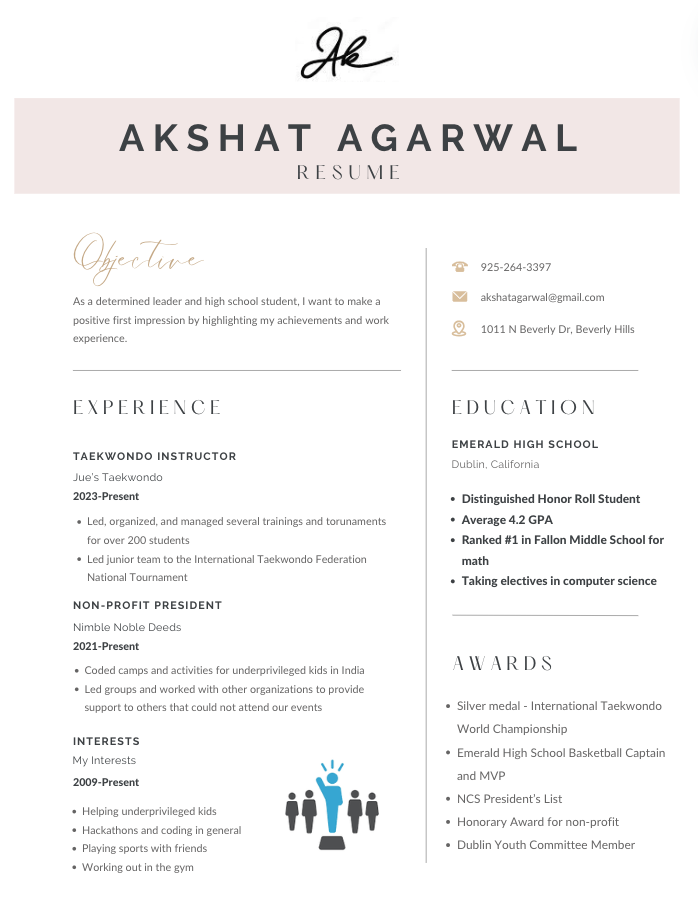 Ak
AKSHAT AGARWAL
RESUME
Objective
As a determined leader and high school student, I want to make a
positive first impression by highlighting my achievements and work
experience.
EXPERIENCE
TAEKWONDO INSTRUCTOR
Jue's Taekwondo
2023-Present
• Led, organized, and managed several trainings and torunaments
for over 200 students
• Led junior team to the International Taekwondo Federation
National Tournament
NON-PROFIT PRESIDENT
Nimble Noble Deeds
2021-Present
• Coded camps and activities for underprivileged kids in India
• Led groups and worked with other organizations to provide
support to others that could not attend our events
INTERESTS
My Interests
2009-Present
• Helping underprivileged kids
• Hackathons and coding in general
• Playing sports with friends
• Working out in the gym
925-264-3397
akshatagarwal@gmail.com
1011 N Beverly Dr, Beverly Hills
EDUCATION
EMERALD HIGH SCHOOL
Dublin, California
• Distinguished Honor Roll Student
• Average 4.2 GPA
• Ranked #1 in Fallon Middle School for
math
• Taking electives in computer science
AWARDS
• Silver medal - International Taekwondo
World Championship
• Emerald High School Basketball Captain
and MVP
• NCS President's List
• Honorary Award for non-profit
• Dublin Youth Committee Member